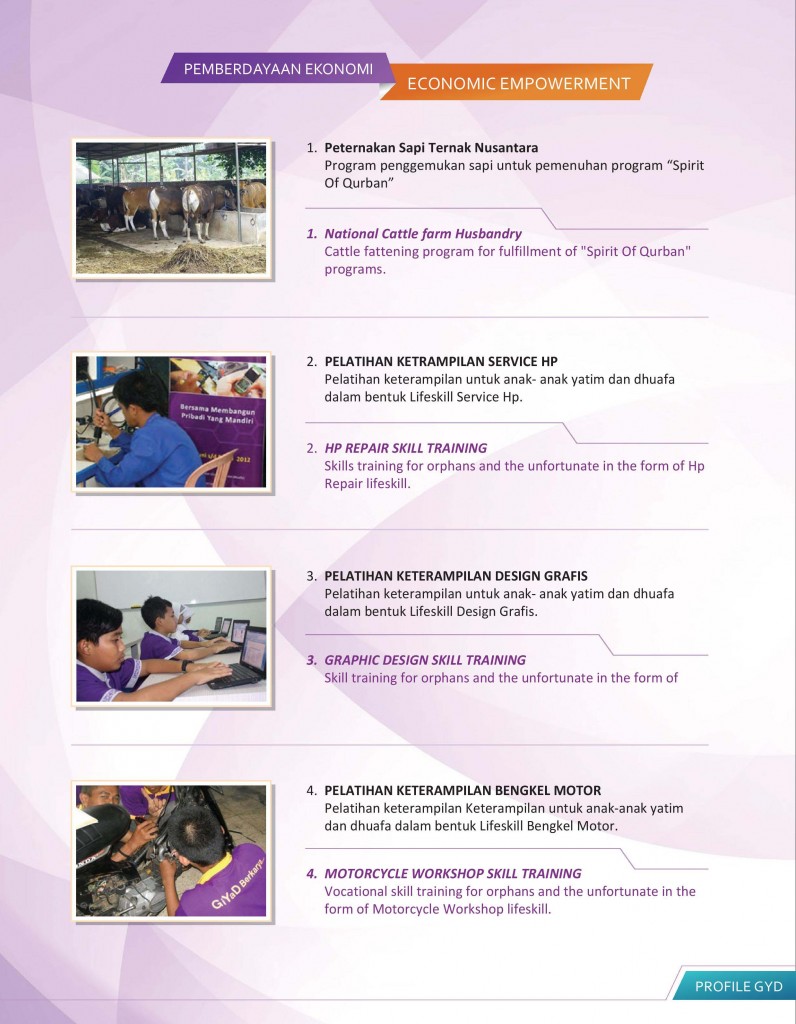 PEMBERDAYAAN EKONOMI
ECONOMIC EMPOWERMENT
1. Peternakan Sapi Ternak Nusantara
Program penggemukan sapi untuk pemenuhan program “Spirit
Of Qurban”
1. National Cattle farm Husbandry
Cattle fattening program for fulfillment of "Spirit Of Qurban"
programs.
Bersama Membangun
Pribadi Yang Mandiri
2012
2. PELATIHAN KETRAMPILAN SERVICE HP
Pelatihan keterampilan untuk anak- anak yatim dan dhuafa
dalam bentuk Lifeskill Service Hp.
2. HP REPAIR SKILL TRAINING
Skills training for orphans and the unfortunate in the form of Hp
Repair lifeskill.
3. PELATIHAN KETERAMPILAN DESIGN GRAFIS
Pelatihan keterampilan untuk anak- anak yatim dan dhuafa
dalam bentuk Lifeskill Design Grafis.
3. GRAPHIC DESIGN SKILL TRAINING
Skill training for orphans and the unfortunate in the form of
GrYaD Berkarya
4. PELATIHAN KETERAMPILAN BENGKEL MOTOR
Pelatihan keterampilan Keterampilan untuk anak-anak yatim
dan dhuafa dalam bentuk Lifeskill Bengkel Motor.
4. MOTORCYCLE WORKSHOP SKILL TRAINING
Vocational skill training for orphans and the unfortunate in the
form of Motorcycle Workshop lifeskill.
PROFILE GYD